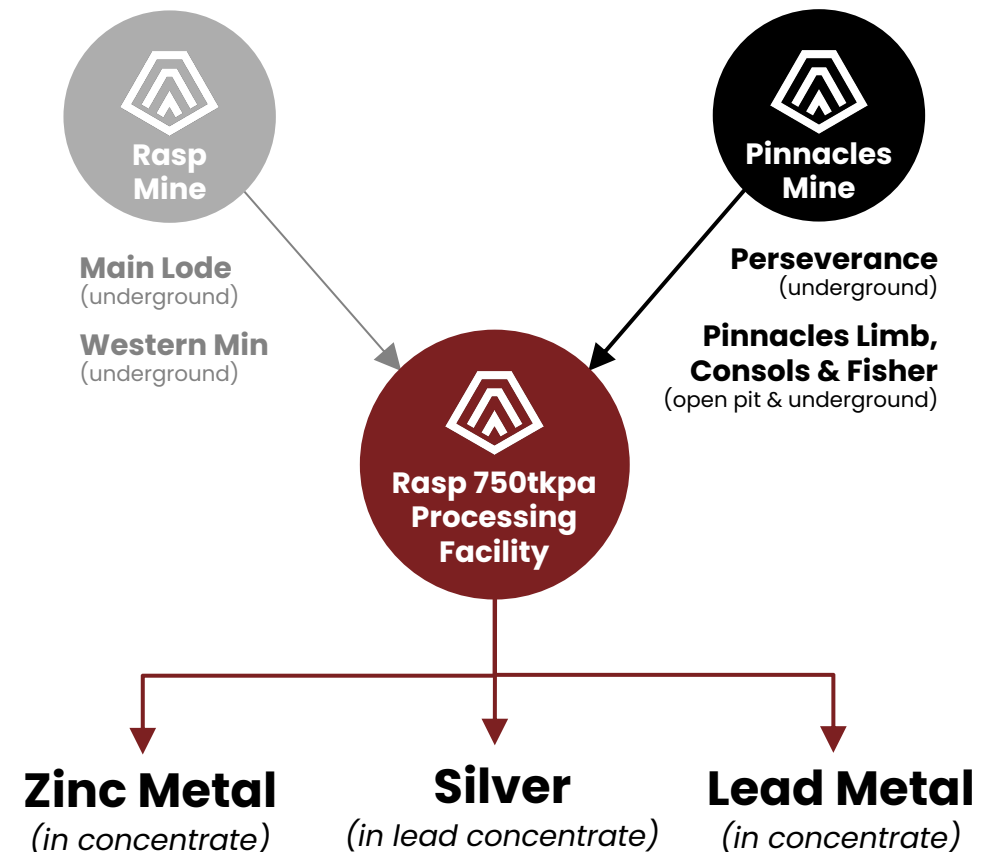 Rasp
Mine
Pinnacles
Mine
Main Lode
(underground)
Western Min
(underground)
Perseverance
(underground)
Pinnacles Limb,
Consols & Fisher
(open pit & underground)
Rasp 750tkpa
Processing
Facility
Zinc Metal
(in concentrate)
Silver
(in lead concentrate)
Lead Metal
(in concentrate)